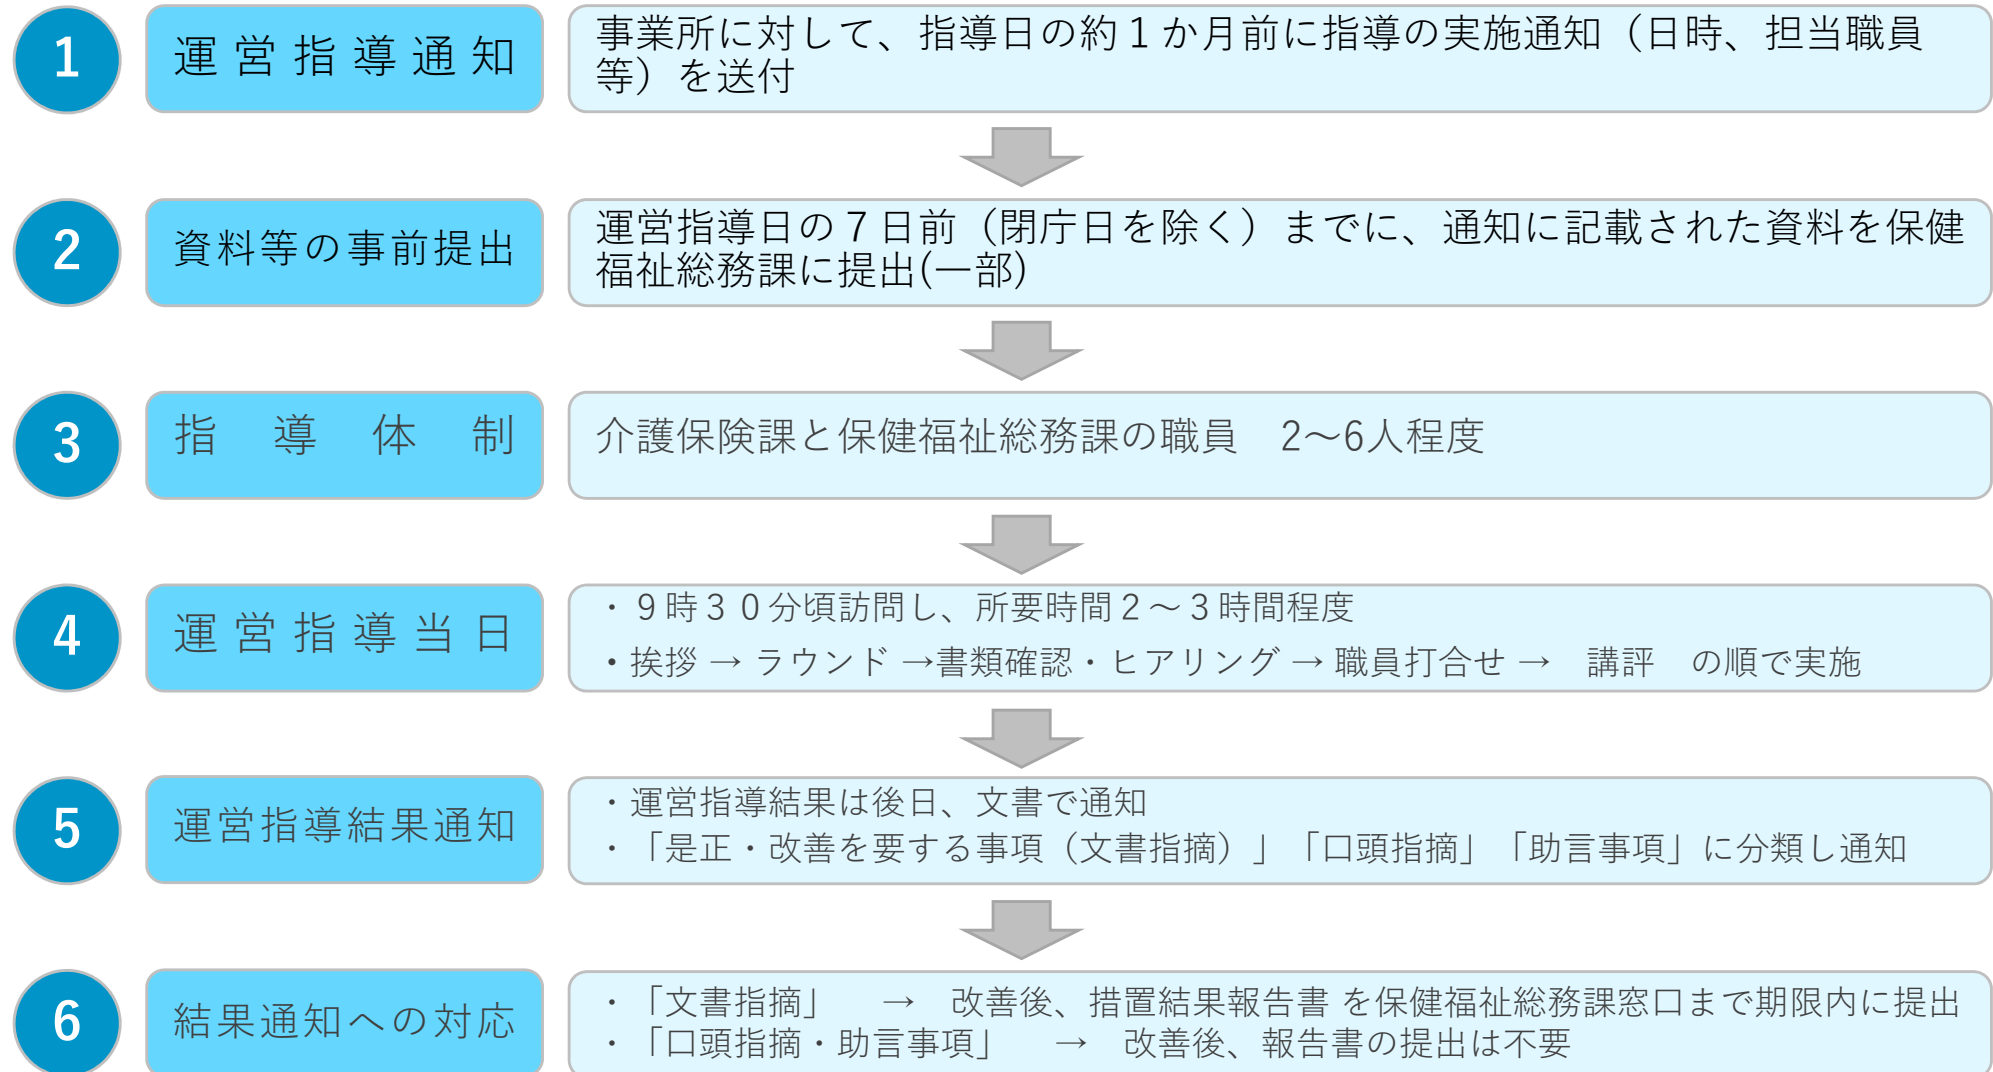 1
運営指導通知
事業所に対して、指導日の約１か月前に指導の実施通知（日時、担当職員
等）を送付
2
資料等の事前提出
運営指導日の７日前（閉庁日を除く）までに、通知に記載された資料を保健
福祉総務課に提出(一部)
3
指　導　体　制
介護保険課と保健福祉総務課の職員　2～6人程度
4
運営指導当日
・９時３０分頃訪問し、所要時間２～３時間程度
・挨拶 → ラウンド →書類確認・ヒアリング → 職員打合せ →　講評　の順で実施
5
運営指導結果通知
・運営指導結果は後日、文書で通知
・「是正・改善を要する事項（文書指摘）」「口頭指摘」「助言事項」に分類し通知
6
結果通知への対応
・「文書指摘」　→　改善後、措置結果報告書 を保健福祉総務課窓口まで期限内に提出
・「口頭指摘・助言事項」　→　改善後、報告書の提出は不要